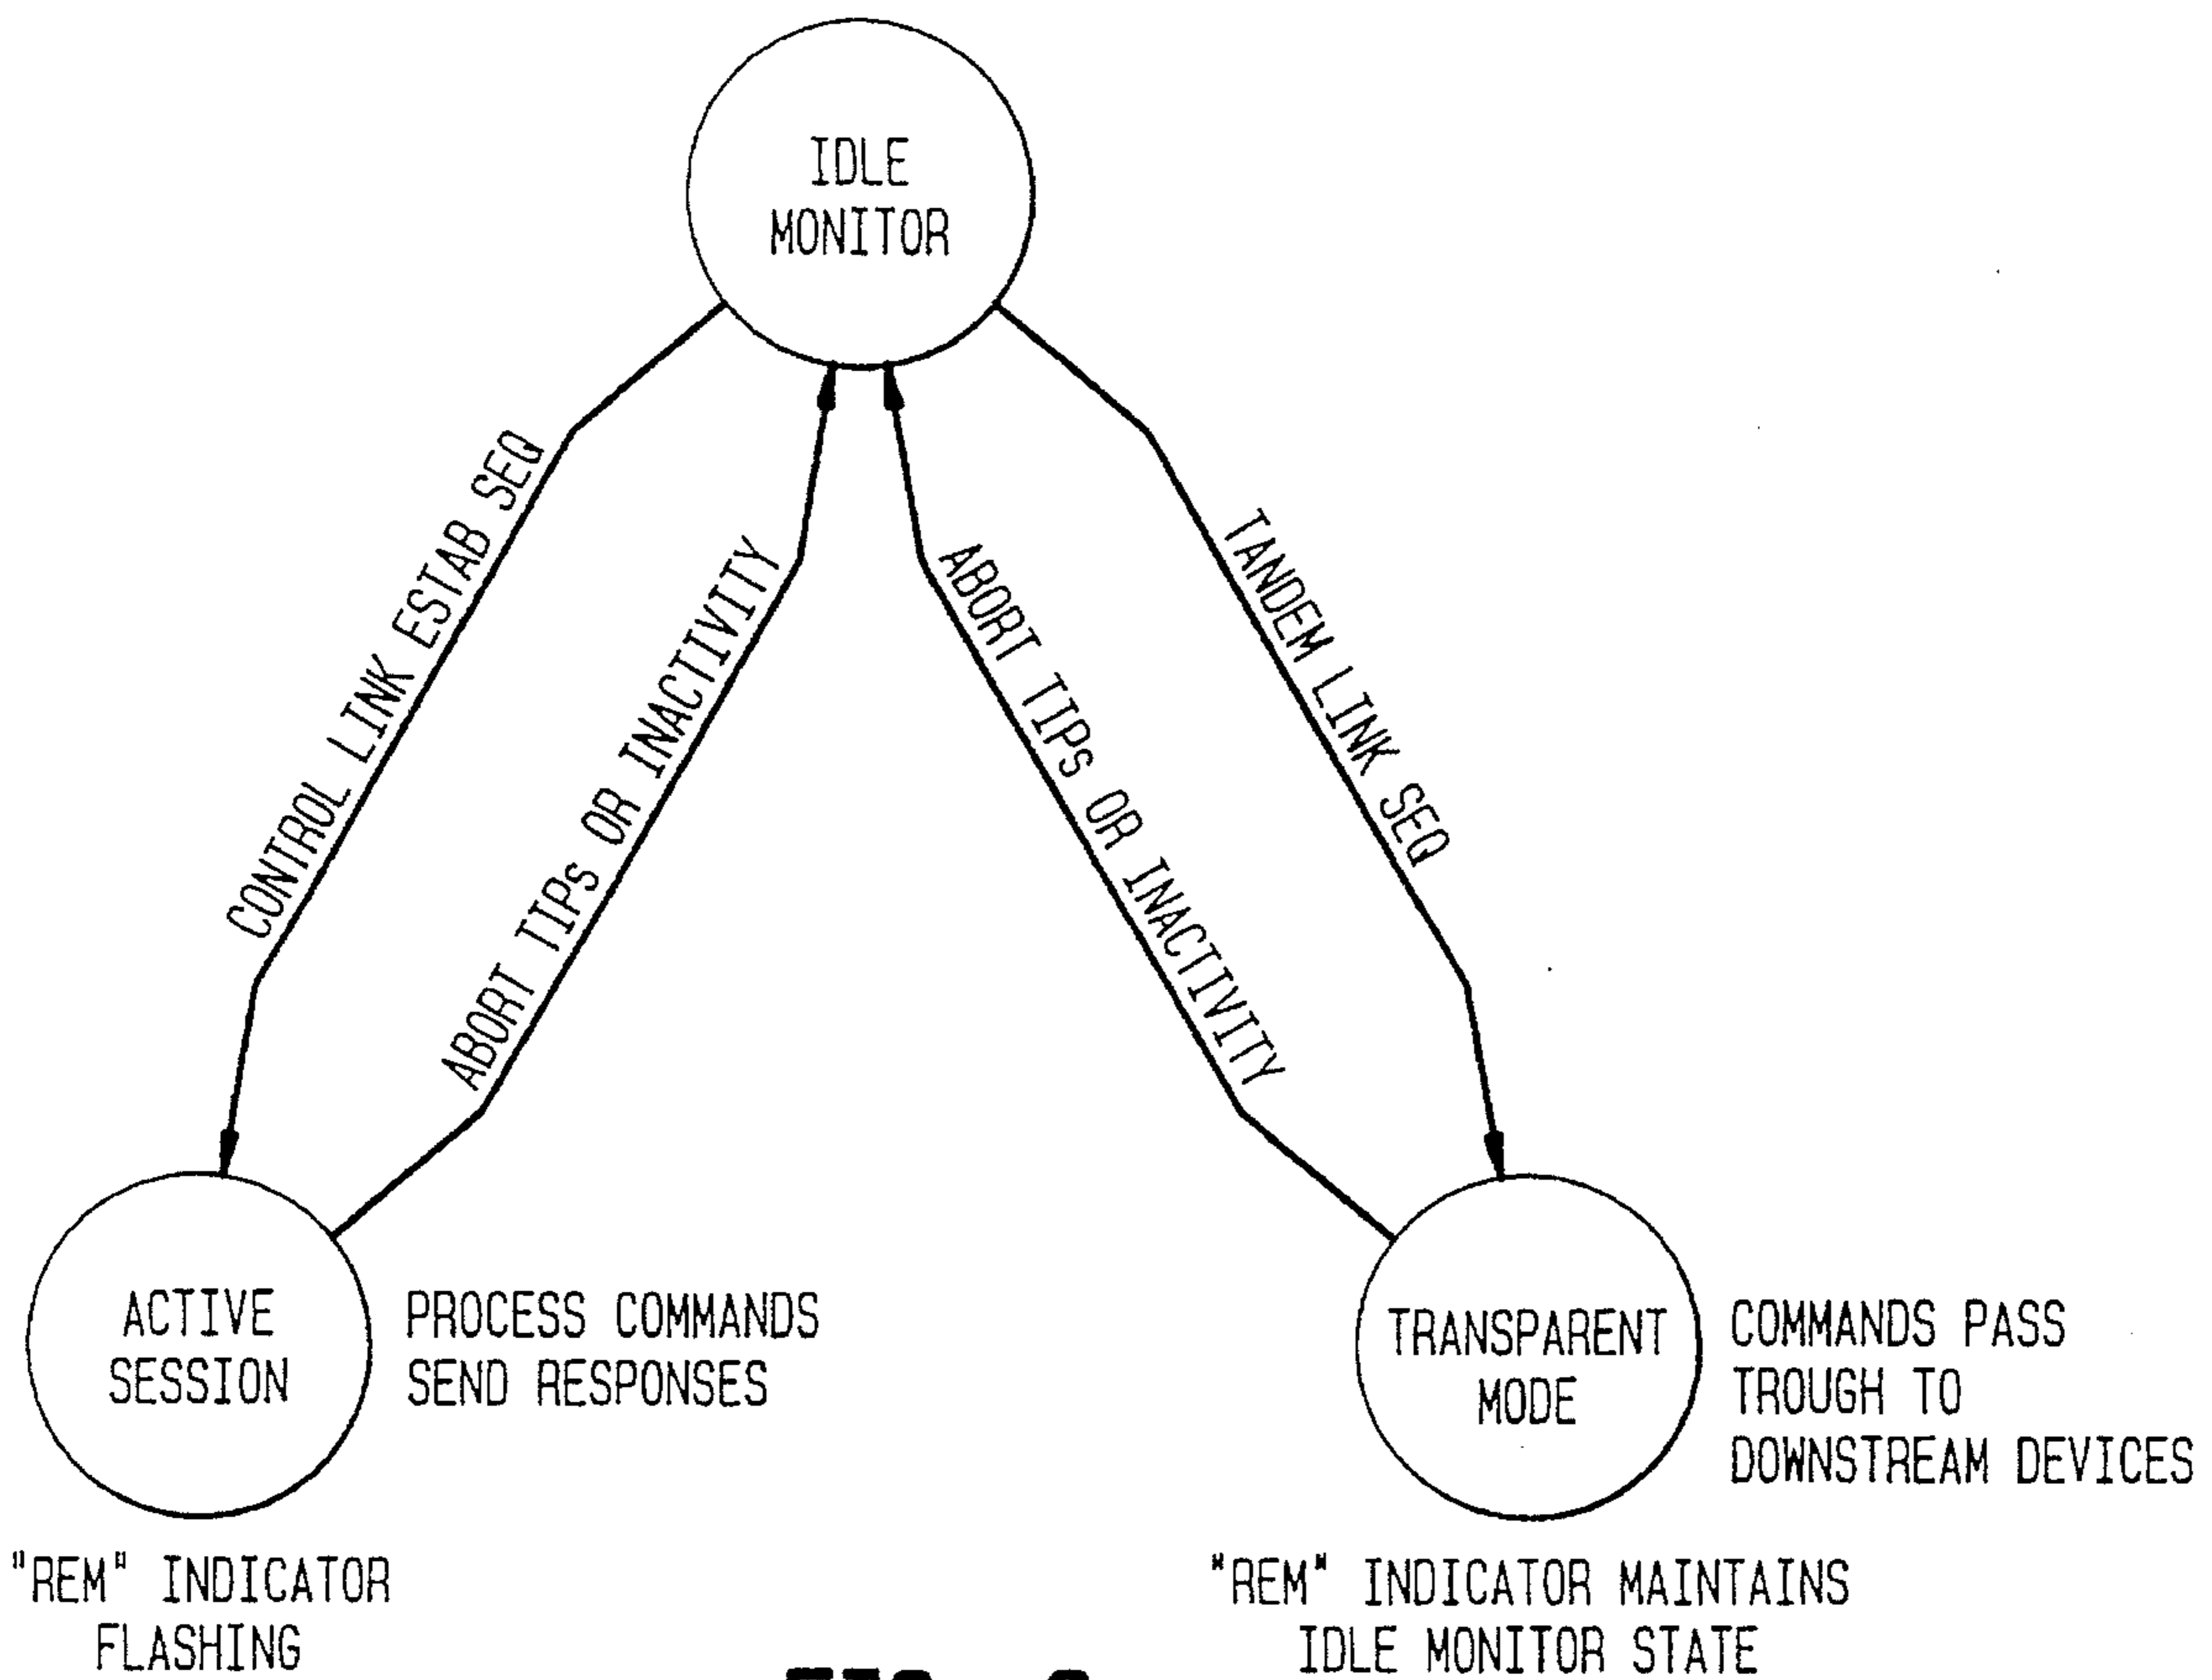 IDLE
MONITOR
CONTROL LINK ESTAB SEQ
ABORT TIPs OR INACTIVITY
ABORT TIPs OR INACTIVITY
TANDEM LINK SEQ
ACTIVE
SESSION
PROCESS COMMANDS
SEND RESPONSES
TRANSPARENT
MODE
COMMANDS PASS
TROUGH TO
DOWNSTREAM DEVICES
"REM" INDICATOR
FLASHING
"REM" INDICATOR MAINTAINS
IDLE MONITOR STATE